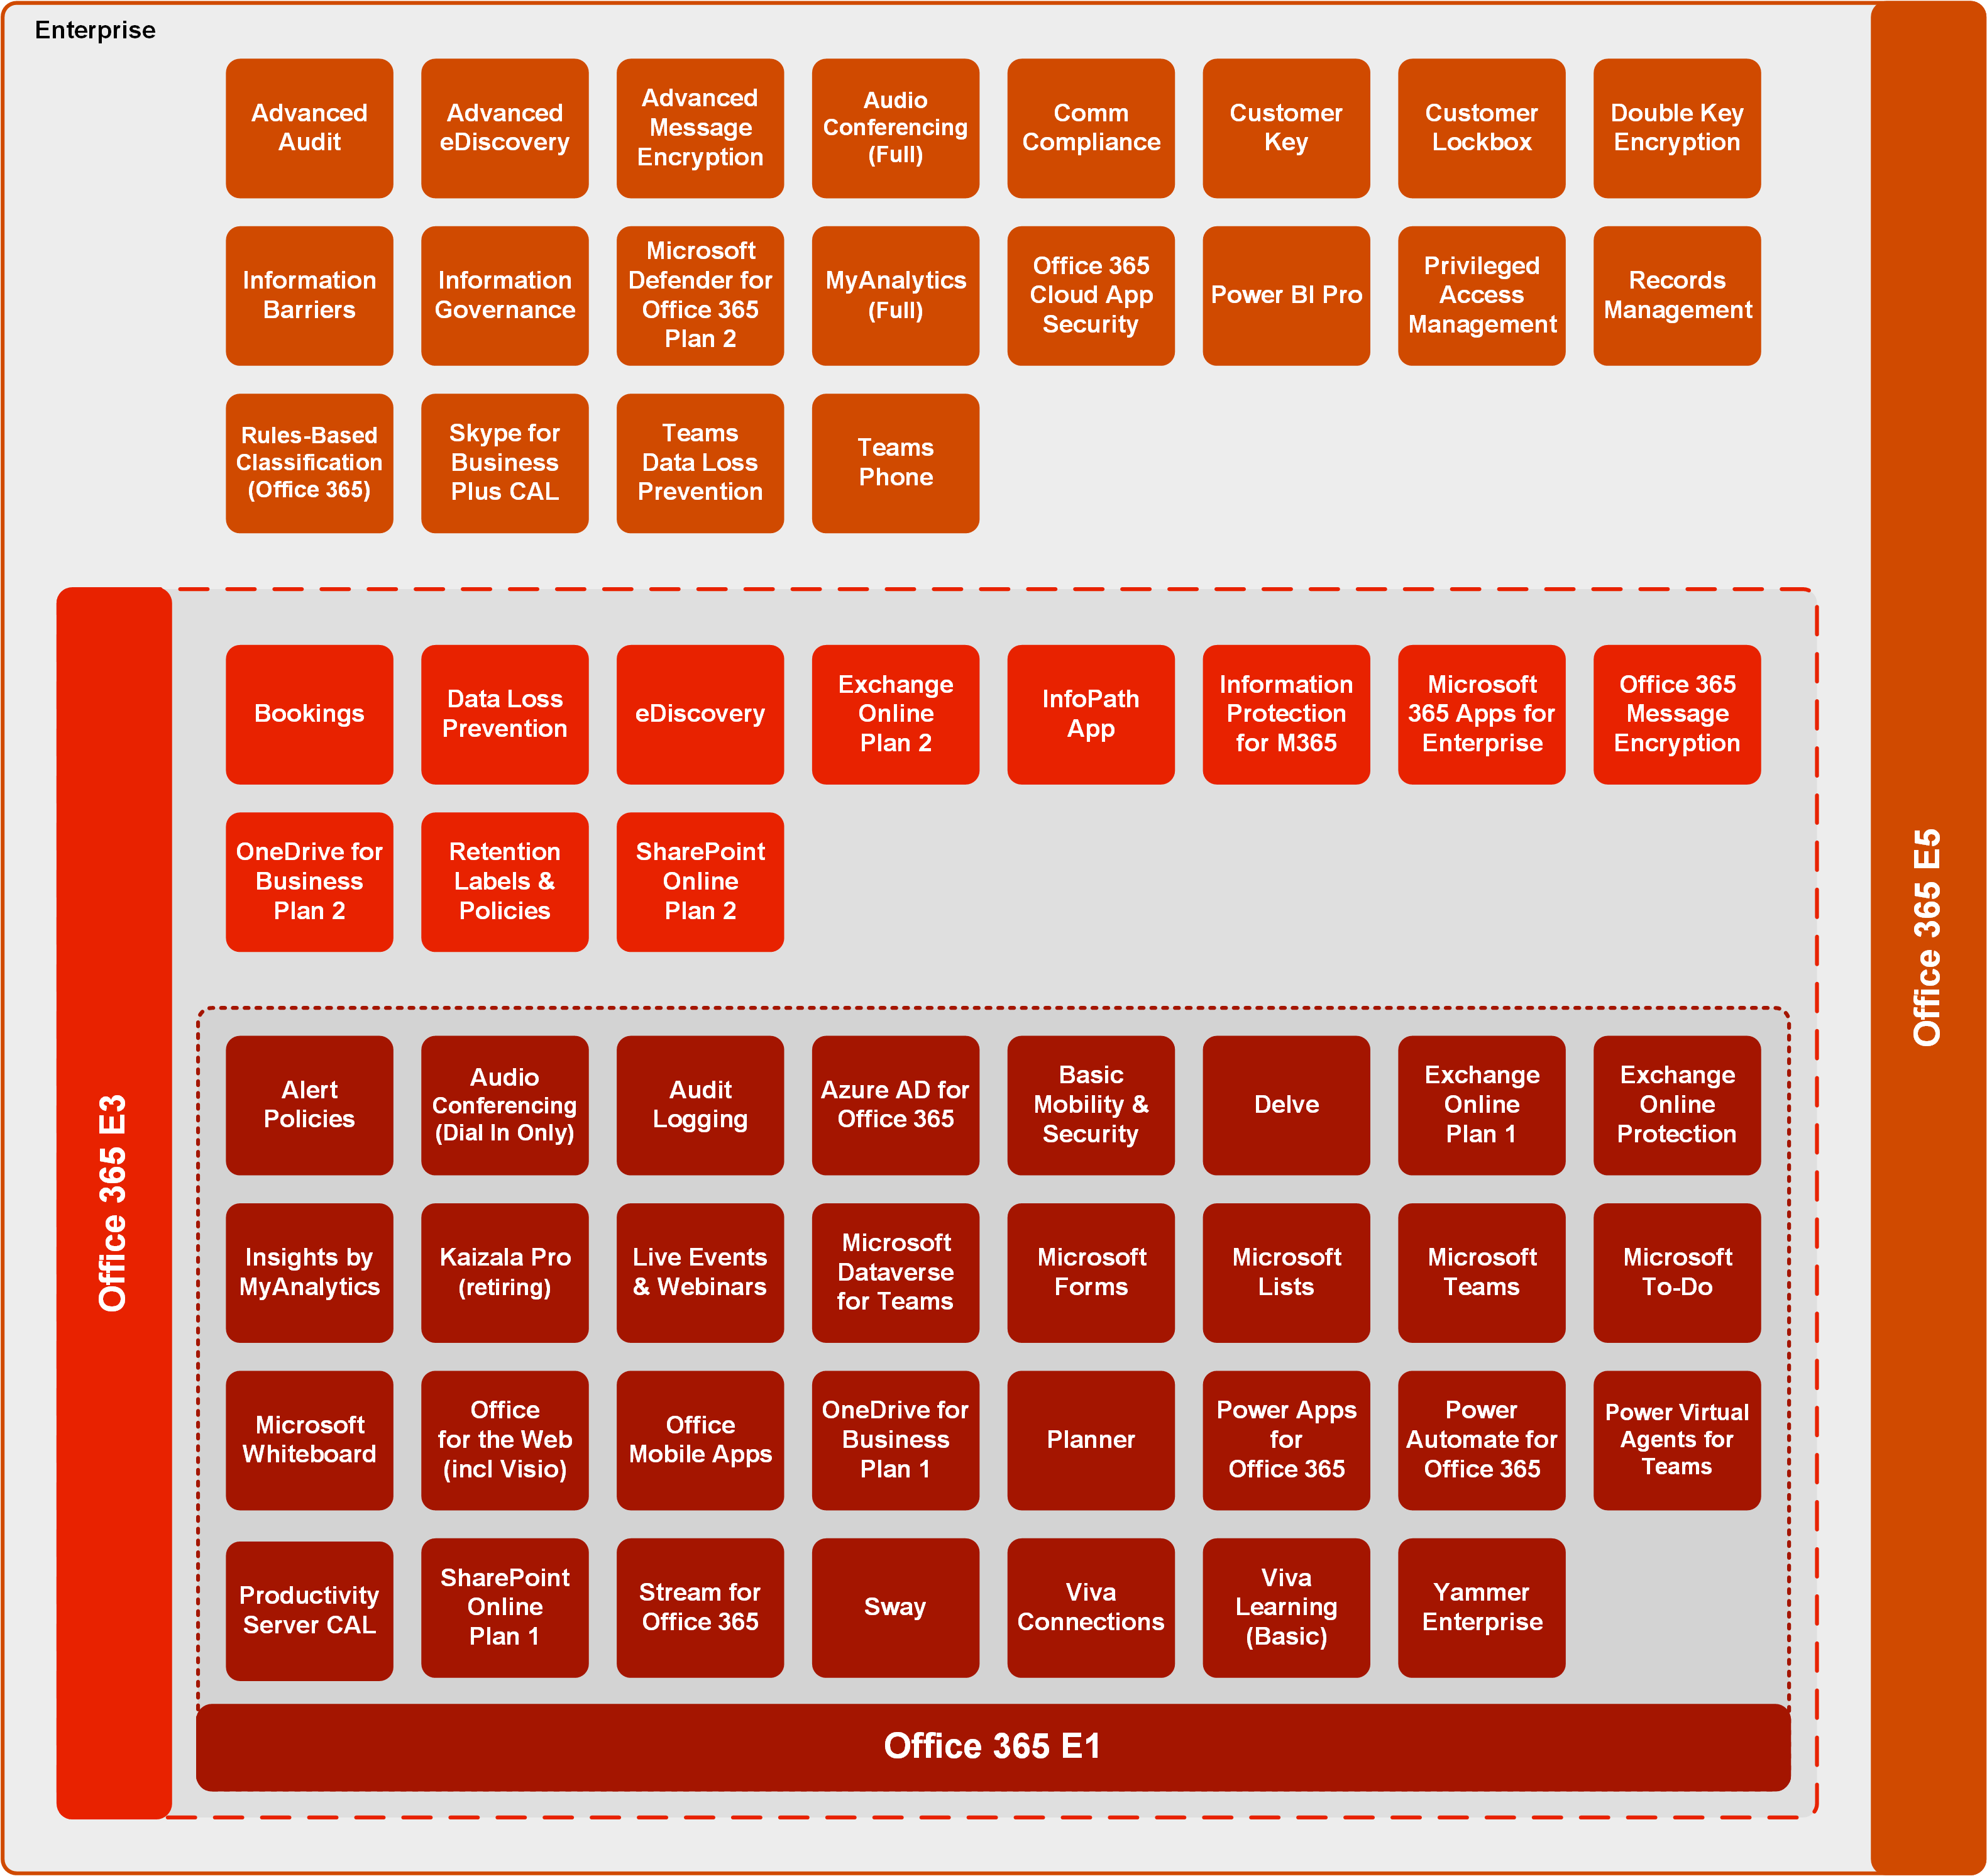 Enterprise
Advanced
Audit
Advanced
eDiscovery
Advanced
Message
Encryption
Audio
Conferencing
(Full)
Comm
Compliance
Customer
Key
Customer
Lockbox
Double Key
Encryption
Information
Barriers
Information
Governance
Microsoft
Defender for
Office 365
Plan 2
MyAnalytics
(Full)
Office 365
Cloud App
Security
Power BI Pro
Privileged
Access
Management
Records
Management
Rules-Based
Classification
(Office 365)
Skype for
Business
Plus CAL
Teams
Data Loss
Prevention
Teams
Phone
Office 365 E5
Bookings
Data Loss
Prevention
eDiscovery
Exchange
Online
Plan 2
InfoPath
App
Information
Protection
for M365
Microsoft
365 Apps for
Enterprise
Office 365
Message
Encryption
OneDrive for
Business
Plan 2
Retention
Labels &
Policies
SharePoint
Online
Plan 2
Office 365 E3
Alert
Policies
Audio
Conferencing
(Dial In Only)
Audit
Logging
Azure AD for
Office 365
Basic
Mobility &
Security
Delve
Exchange
Online
Plan 1
Exchange
Online
Protection
Insights by
MyAnalytics
Kaizala Pro
(retiring)
Live Events
& Webinars
Microsoft
Dataverse
for Teams
Microsoft
Forms
Microsoft
Lists
Microsoft
Teams
Microsoft
To-Do
Microsoft
Whiteboard
Office
for the Web
(incl Visio)
Office
Mobile Apps
OneDrive for
Business
Plan 1
Planner
Power Apps
for
Office 365
Power
Automate for
Office 365
Power Virtual
Agents for
Teams
Productivity
Server CAL
SharePoint
Online
Plan 1
Stream for
Office 365
Sway
Viva
Connections
Viva
Learning
(Basic)
Yammer
Enterprise
Office 365 E1